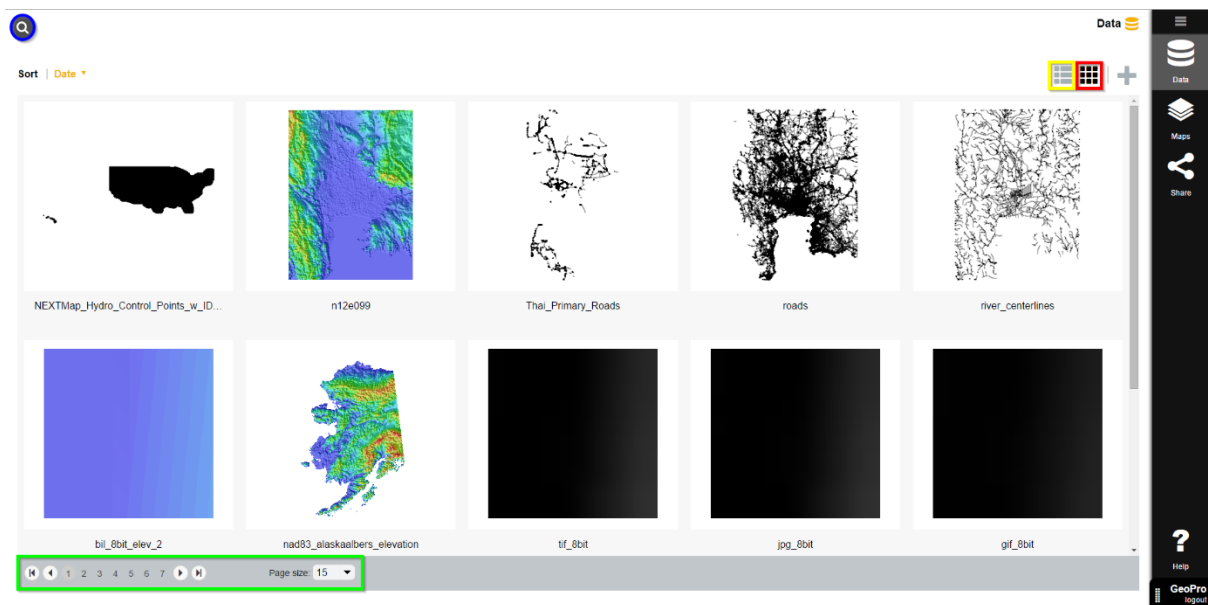 Data
Sort | Date
NEXTMap_Hydro_Control_Points_w_ID...
n12e099
Thai_Primary_Roads
roads
river_centerlines
bil_8bit_elev_2
nad83_alaskaalbers_elevation
tif_8bit
jpg_8bit
gif_8bit
1 2 3 4 5 6 7
Page size: 15
Data
Maps
Share
?
Help
GeoPro
logout